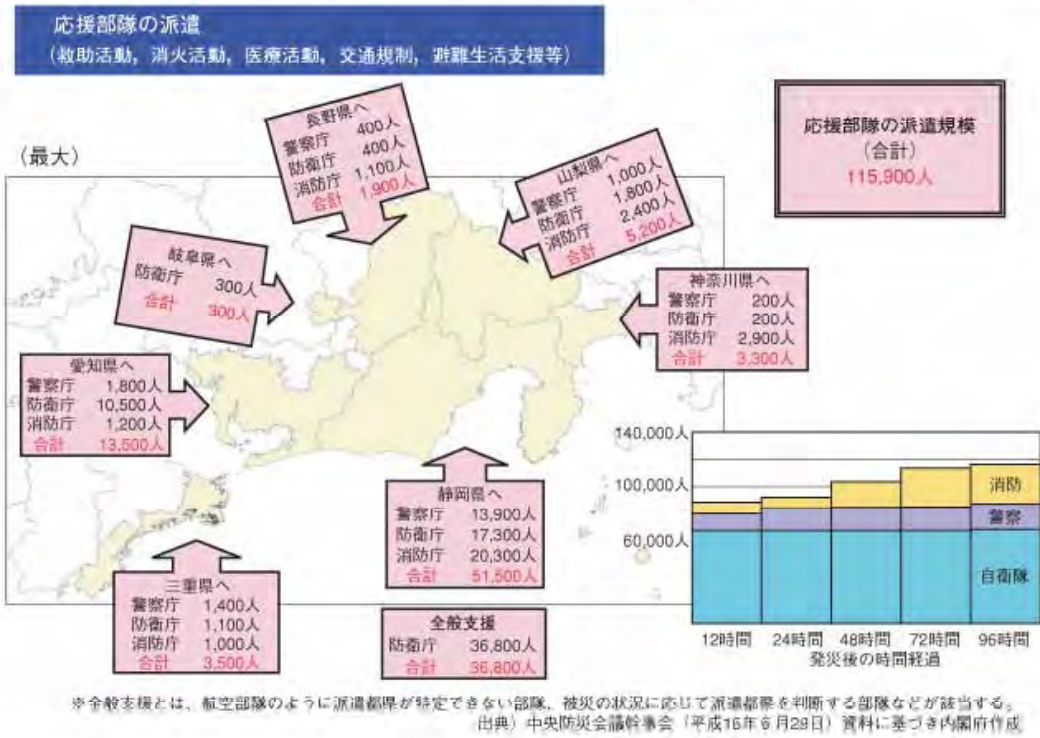 応援部隊の派遣
（救助活動，消火活動，医療活動，交通規制，避難生活支援等）
応援部隊の派遣規模
（合計）
115,900人
（最大）
長野県へ
警察庁 400人
防衛庁 400人
消防庁 1,100人
合計 1,900人
山梨県へ
警察庁 1,000人
防衛庁 1,800人
消防庁 2,400人
合計 5,200人
岐阜県へ
防衛庁 300人
合計 300人
神奈川県へ
警察庁 200人
防衛庁 200人
消防庁 2,900人
合計 3,300人
愛知県へ
警察庁 1,800人
防衛庁 10,500人
消防庁 1,200人
合計 13,500人
静岡県へ
警察庁 13,900人
防衛庁 17,300人
消防庁 20,300人
合計 51,500人
三重県へ
警察庁 1,400人
防衛庁 1,100人
消防庁 1,000人
合計 3,500人
全般支援
防衛庁 36,800人
合計 36,800人
140,000人
100,000人
60,000人
消防
警察
自衛隊
12時間 24時間 48時間 72時間 96時間
発災後の時間経過
※全般支援とは，航空部隊のように派遣都県が特定できない部隊，被災の状況に応じて派遣都県を判断する部隊などが該当する。
出典）中央防災会議幹事会（平成16年6月29日）資料に基づき内閣府作成